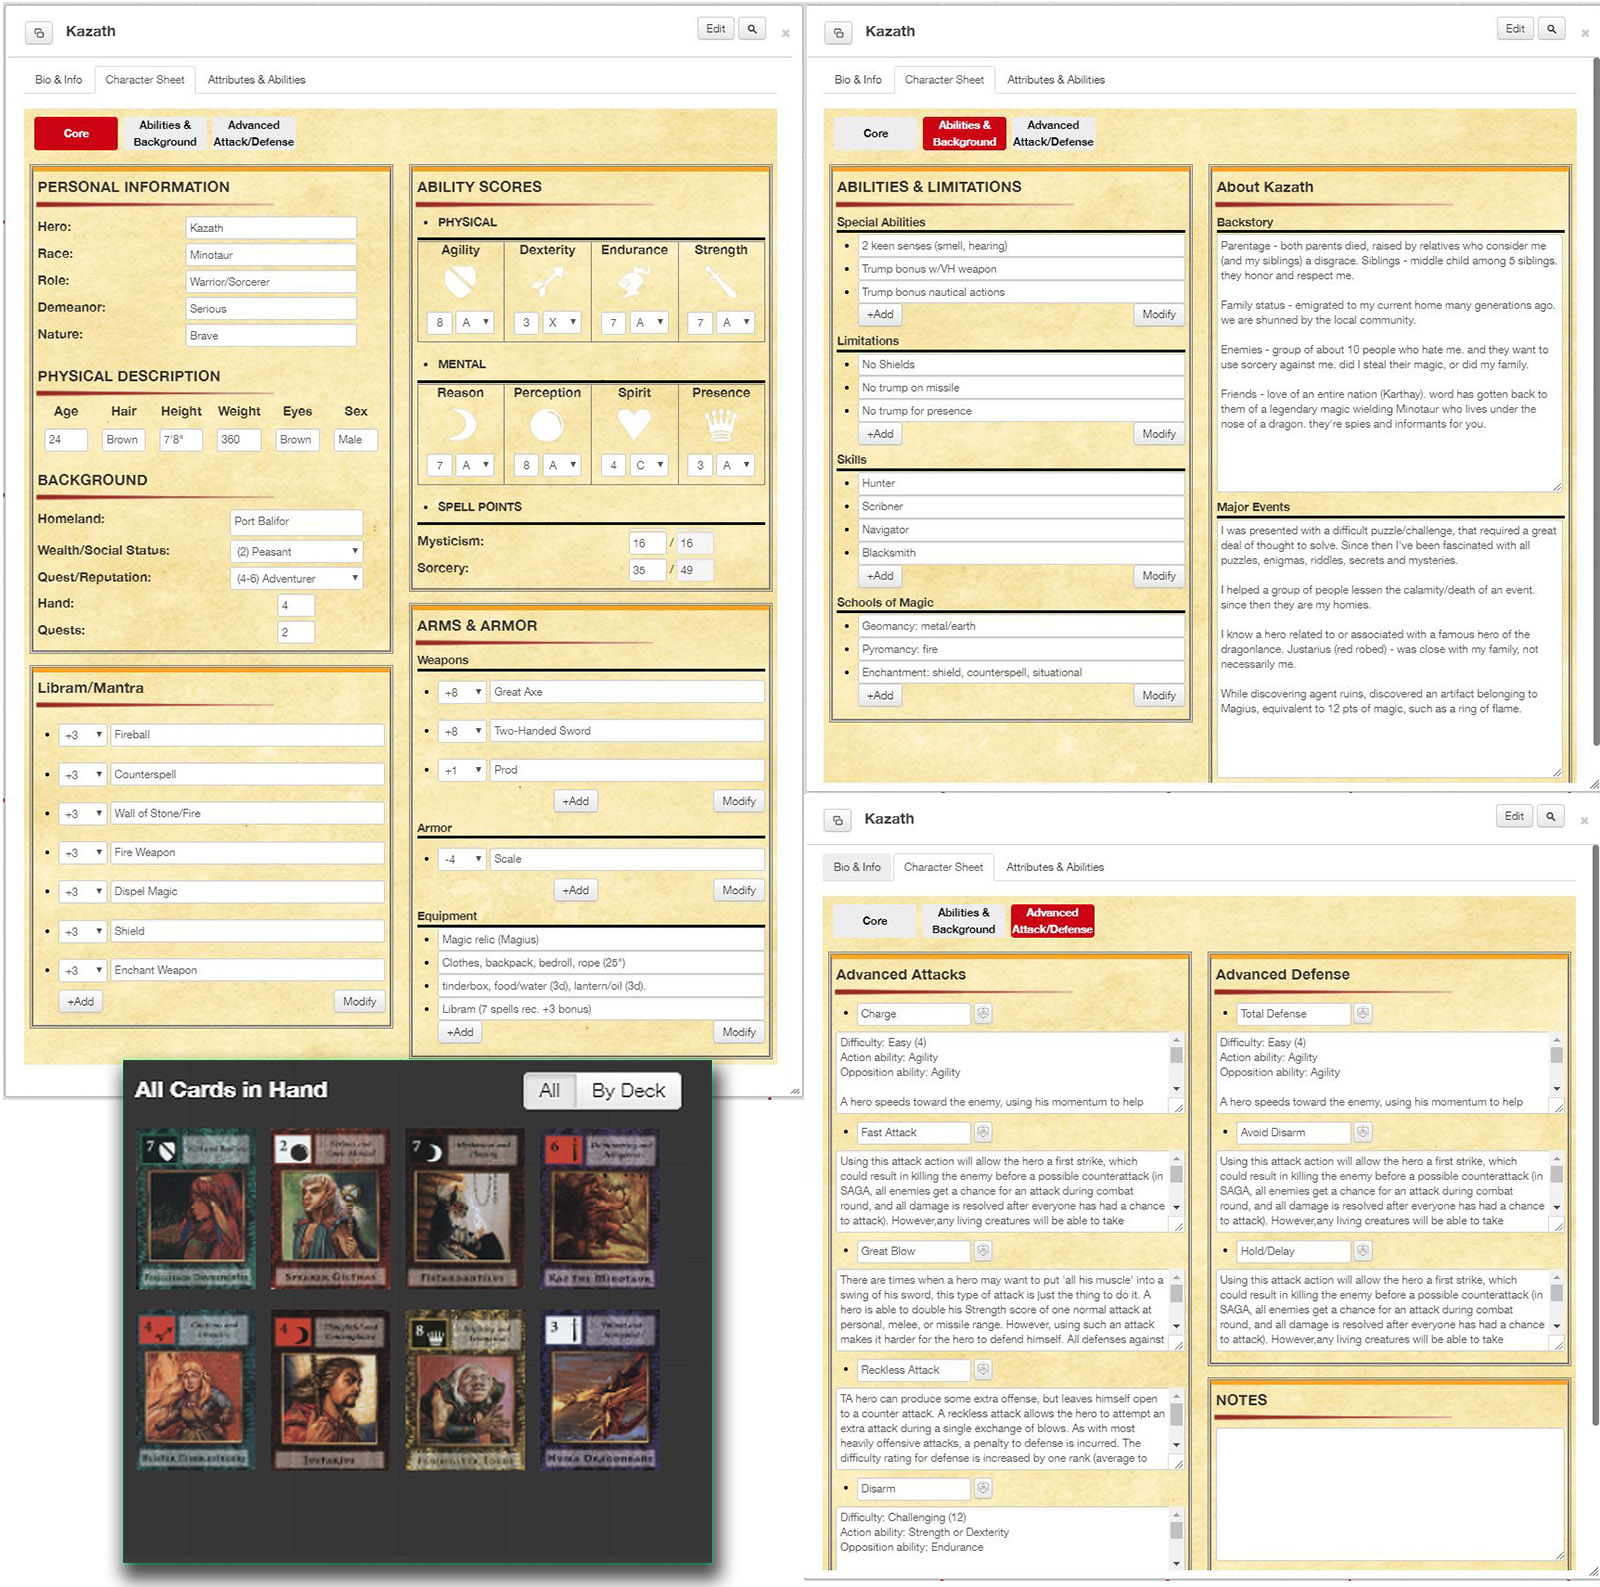 Kazath
Edit
Bio & Info
Character Sheet
Attributes & Abilities
Core
Abilities & Background
Advanced Attack/Defense
PERSONAL INFORMATION
Hero: Kazath
Race: Minotaur
Role: Warrior/Sorcerer
Demeanor: Serious
Nature: Brave
PHYSICAL DESCRIPTION
Age Hair Height Weight Eyes Sex
24 Brown 7'8" 360 Brown Male
BACKGROUND
Homeland: Port Balifor
Wealth/Social Status: (2) Peasant
Quest/Reputation: (4-6) Adventurer
Hand: 4
Quests: 2
Libram/Mantra
+3 Fireball
+3 Counterspell
+3 Wall of Stone/Fire
+3 Fire Weapon
+3 Dispel Magic
+3 Shield
+3 Enchant Weapon
+Add Modify
ABILITY SCORES
• PHYSICAL
Agility Dexterity Endurance Strength
8 A 3 X 7 A 7 A
• MENTAL
Reason Perception Spirit Presence
7 A 8 A 4 C 3 A
• SPELL POINTS
Mysticism: 16 / 16
Sorcery: 35 / 49
ARMS & ARMOR
Weapons
+8 Great Axe
+8 Two-Handed Sword
+1 Prod
+Add Modify
Armor
-4 Scale
+Add Modify
Equipment
Magic relic (Magius)
Clothes, backpack, bedroll, rope (25")
tinderbox, food/water (3d), lantern/oil (3d).
Libram (7 spells rec. +3 bonus)
+Add Modify
All Cards in Hand
All By Deck
7 2 7 6
SPEAKER GILTHAS
FISTANDANTILUS
KAZ THE MINOTAUR
4 4 8 3
JUSTARIUS
HUMA DRAGONBANE
Kazath
Edit
Bio & Info
Character Sheet
Attributes & Abilities
Core
Abilities & Background
Advanced Attack/Defense
ABILITIES & LIMITATIONS
Special Abilities
2 keen senses (smell, hearing)
Trump bonus w/VH weapon
Trump bonus nautical actions
+Add Modify
Limitations
No Shields
No trump on missile
No trump for presence
+Add Modify
Skills
Hunter
Scribner
Navigator
Blacksmith
+Add Modify
Schools of Magic
Geomancy: metal/earth
Pyromancy: fire
Enchantment: shield, counterspell, situational
+Add Modify
About Kazath
Backstory
Parentage - both parents died, raised by relatives who consider me
(and my siblings) a disgrace. Siblings - middle child among 5 siblings.
they honor and respect me.
Family status - emigrated to my current home many generations ago.
we are shunned by the local community.
Enemies - group of about 10 people who hate me. and they want to
use sorcery against me. did I steal their magic, or did my family.
Friends - love of an entire nation (Karthay). word has gotten back to
them of a legendary magic wielding Minotaur who lives under the
nose of a dragon. they're spies and informants for you.
Major Events
I was presented with a difficult puzzle/challenge, that required a great
deal of thought to solve. Since then I've been fascinated with all
puzzles, enigmas, riddles, secrets and mysteries.
I helped a group of people lessen the calamity/death of an event.
since then they are my homies.
I know a hero related to or associated with a famous hero of the
dragonlance. Justarius (red robed) - was close with my family, not
necessarily me.
While discovering agent ruins, discovered an artifact belonging to
Magius, equivalent to 12 pts of magic, such as a ring of flame.
Kazath
Edit
Bio & Info
Character Sheet
Attributes & Abilities
Core
Abilities & Background
Advanced Attack/Defense
Advanced Attacks
Charge
Difficulty: Easy (4)
Action ability: Agility
Opposition ability: Agility
A hero speeds toward the enemy, using his momentum to help
Fast Attack
Using this attack action will allow the hero a first strike, which
could result in killing the enemy before a possible counterattack (in
SAGA, all enemies get a chance for an attack during combat
round, and all damage is resolved after everyone has had a chance
to attack). However,any living creatures will be able to take
Great Blow
There are times when a hero may want to put 'all his muscle' into a
swing of his sword, this type of attack is just the thing to do it. A
hero is able to double his Strength score of one normal attack at
personal, melee, or missile range. However, using such an attack
makes it harder for the hero to defend himself. All defenses against
Reckless Attack
TA hero can produce some extra offense, but leaves himself open
to a counter attack. A reckless attack allows the hero to attempt an
extra attack during a single exchange of blows. As with most
heavily offensive attacks, a penalty to defense is incurred. The
difficulty rating for defense is increased by one rank (average to
Disarm
Difficulty: Challenging (12)
Action ability: Strength or Dexterity
Opposition ability: Endurance
Advanced Defense
Total Defense
Difficulty: Easy (4)
Action ability: Agility
Opposition ability: Agility
A hero speeds toward the enemy, using his momentum to help
Avoid Disarm
Using this attack action will allow the hero a first strike, which
could result in killing the enemy before a possible counterattack (in
SAGA, all enemies get a chance for an attack during combat
round, and all damage is resolved after everyone has had a chance
to attack). However,any living creatures will be able to take
Hold/Delay
Using this attack action will allow the hero a first strike, which
could result in killing the enemy before a possible counterattack (in
SAGA, all enemies get a chance for an attack during combat
round, and all damage is resolved after everyone has had a chance
to attack). However,any living creatures will be able to take
NOTES